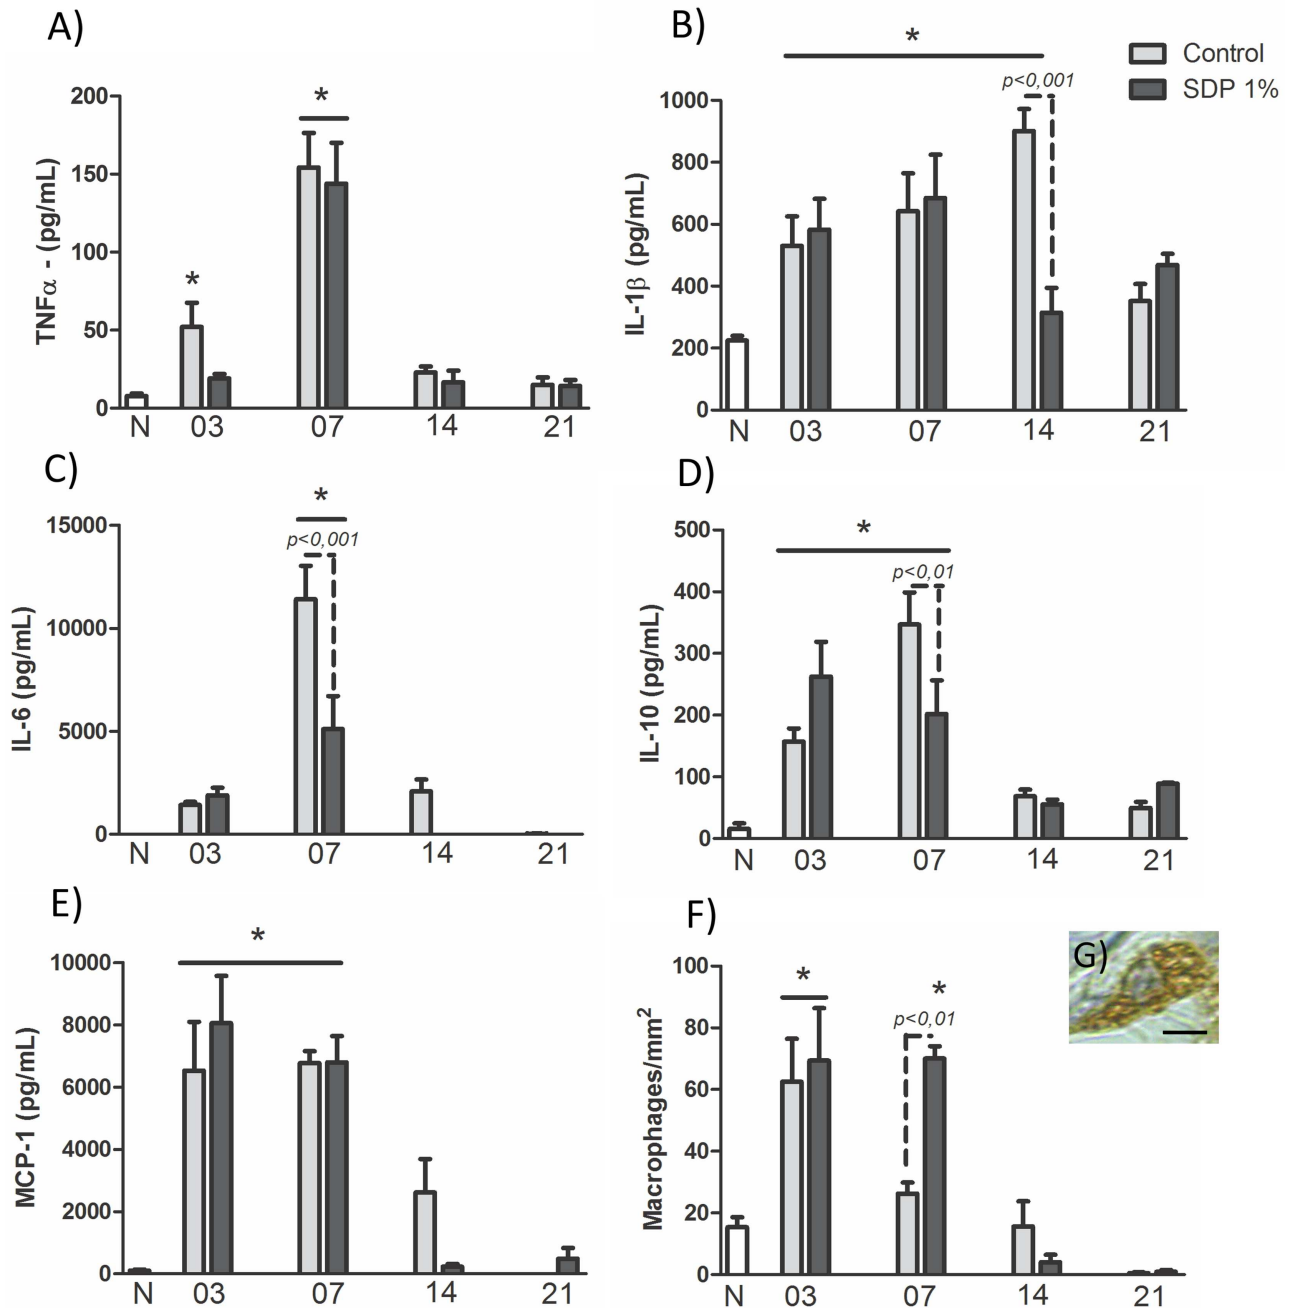 A)
*
*
TNFα - (pg/mL)
200
150
100
50
0
N 03 07 14 21
B)
*
p<0,001
Control
SDP 1%
IL-1β (pg/mL)
1000
800
600
400
200
0
N 03 07 14 21
C)
*
p<0,001
IL-6 (pg/mL)
15000
10000
5000
0
N 03 07 14 21
D)
*
p<0,01
IL-10 (pg/mL)
500
400
300
200
100
0
N 03 07 14 21
E)
*
MCP-1 (pg/mL)
10000
8000
6000
4000
2000
0
N 03 07 14 21
F)
*
*
p<0,01
Macrophages/mm²
100
80
60
40
20
0
N 03 07 14 21
G)